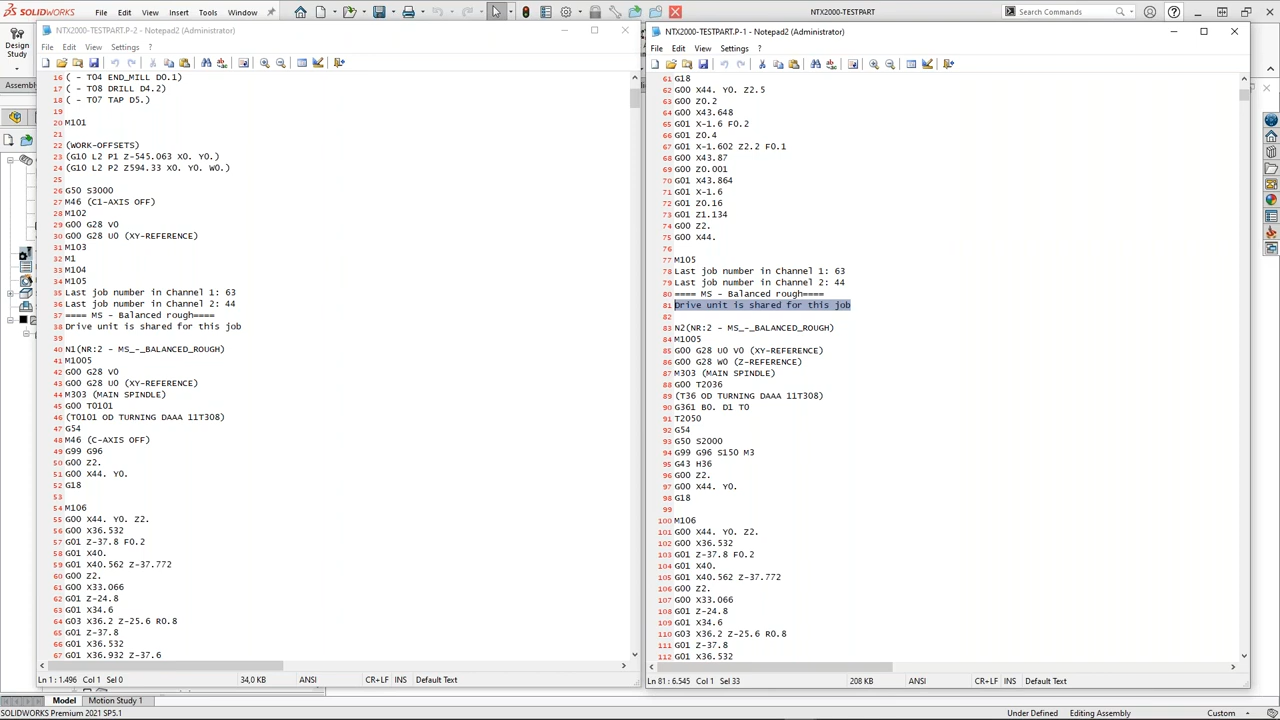 SOLIDWORKS File Edit View Insert Tools Window NTX2000-TESTPART Search Commands
Design
Study
Assemb
NTX2000-TESTPART.P-2 - Notepad2 (Administrator)
File Edit View Settings ?
16 ( - T04 END_MILL D0.1)
17 ( - T08 DRILL D4.2)
18 ( - T07 TAP D5.)
19
20 M101
21
22 (WORK-OFFSETS)
23 (G10 L2 P1 Z-545.063 X0. Y0.)
24 (G10 L2 P2 Z594.33 X0. Y0. W0.)
25
26 G50 S3000
27 M46 (C1-AXIS OFF)
28 M102
29 G00 G28 V0
30 G00 G28 U0 (XY-REFERENCE)
31 M103
32 M1
33 M104
34 M105
35 Last job number in Channel 1: 63
36 Last job number in Channel 2: 44
37 ==== MS - Balanced rough====
38 Drive unit is shared for this job
39
40 N1(NR:2 - MS_-_BALANCED_ROUGH)
41 M1005
42 G00 G28 V0
43 G00 G28 U0 (XY-REFERENCE)
44 M303 (MAIN SPINDLE)
45 G00 T0101
46 (T0101 OD TURNING DAAA 11T308)
47 G54
48 M46 (C-AXIS OFF)
49 G99 G96
50 G00 Z2.
51 G00 X44. Y0.
52 G18
53
54 M106
55 G00 X44. Y0. Z2.
56 G00 X36.532
57 G01 Z-37.8 F0.2
58 G01 X40.
59 G01 X40.562 Z-37.772
60 G00 Z2.
61 G00 X33.066
62 G01 Z-24.8
63 G01 X34.6
64 G03 X36.2 Z-25.6 R0.8
65 G01 Z-37.8
66 G01 X36.532
67 G01 X36.932 Z-37.6
Ln 1 : 1.496 Col 1 Sel 0 34,0 KB ANSI CR+LF INS Default Text
NTX2000-TESTPART.P-1 - Notepad2 (Administrator)
File Edit View Settings ?
61 G18
62 G00 X44. Y0. Z2.5
63 G00 Z0.2
64 G00 X43.648
65 G01 X-1.6 F0.2
66 G01 Z0.4
67 G01 X-1.602 Z2.2 F0.1
68 G00 X43.87
69 G00 Z0.001
70 G01 X43.864
71 G01 X-1.6
72 G01 Z0.16
73 G01 Z1.134
74 G00 Z2.
75 G00 X44.
76
77 M105
78 Last job number in Channel 1: 63
79 Last job number in Channel 2: 44
80 ==== MS - Balanced rough====
81 Drive unit is shared for this job
82
83 N2(NR:2 - MS_-_BALANCED_ROUGH)
84 M1005
85 G00 G28 U0 V0 (XY-REFERENCE)
86 G00 G28 W0 (Z-REFERENCE)
87 M303 (MAIN SPINDLE)
88 G00 T2036
89 (T36 OD TURNING DAAA 11T308)
90 G361 B0. D1 T0
91 T2050
92 G54
93 G50 S2000
94 G99 G96 S150 M3
95 G43 H36
96 G00 Z2.
97 G00 X44. Y0.
98 G18
99
100 M106
101 G00 X44. Y0. Z2.
102 G00 X36.532
103 G01 Z-37.8 F0.2
104 G01 X40.
105 G01 X40.562 Z-37.772
106 G00 Z2.
107 G00 X33.066
108 G01 Z-24.8
109 G01 X34.6
110 G03 X36.2 Z-25.6 R0.8
111 G01 Z-37.8
112 G01 X36.532
Ln 81 : 6.545 Col 1 Sel 33 208 KB ANSI CR+LF INS Default Text
Model Motion Study 1
SOLIDWORKS Premium 2021 SP5.1 Under Defined Editing Assembly Custom